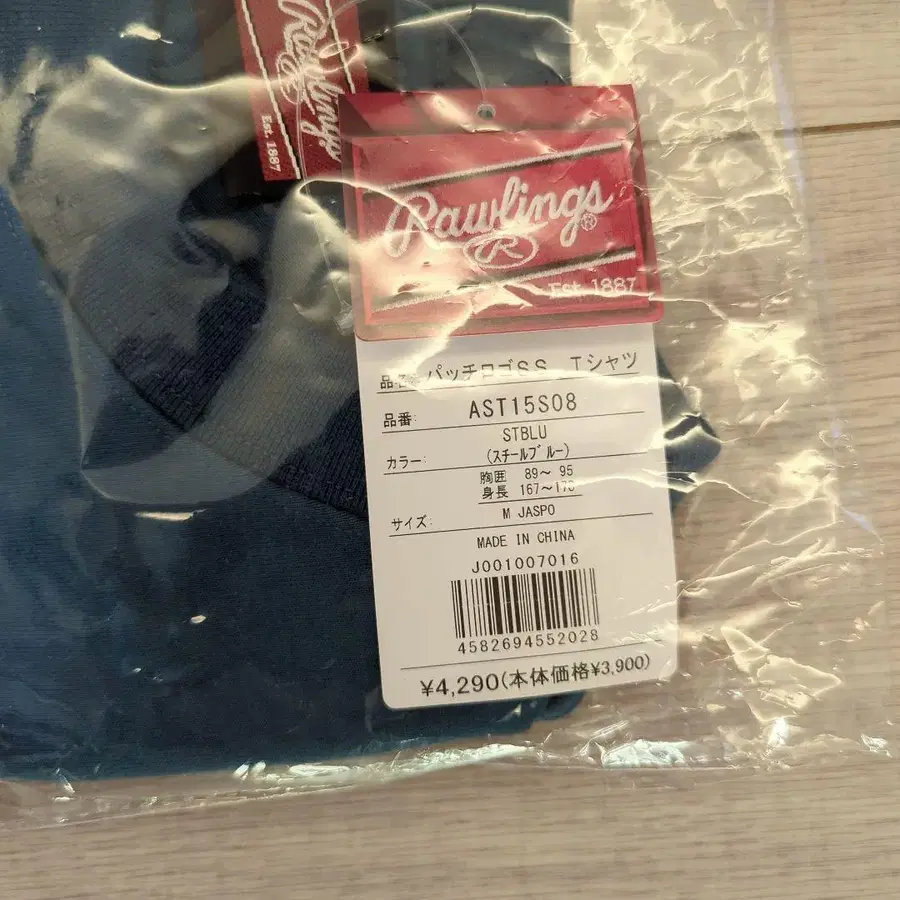 Rawlings
Est. 1887
Rawlings®
R
Est. 1887
品名: パッチロゴSS Tシャツ
品番: AST15S08
STBLU
カラー: (スチールブルー)
胸囲 89~ 95
身長 167~173
サイズ: M JASPO
MADE IN CHINA
J001007016
4582694552028
¥4,290(本体価格¥3,900)